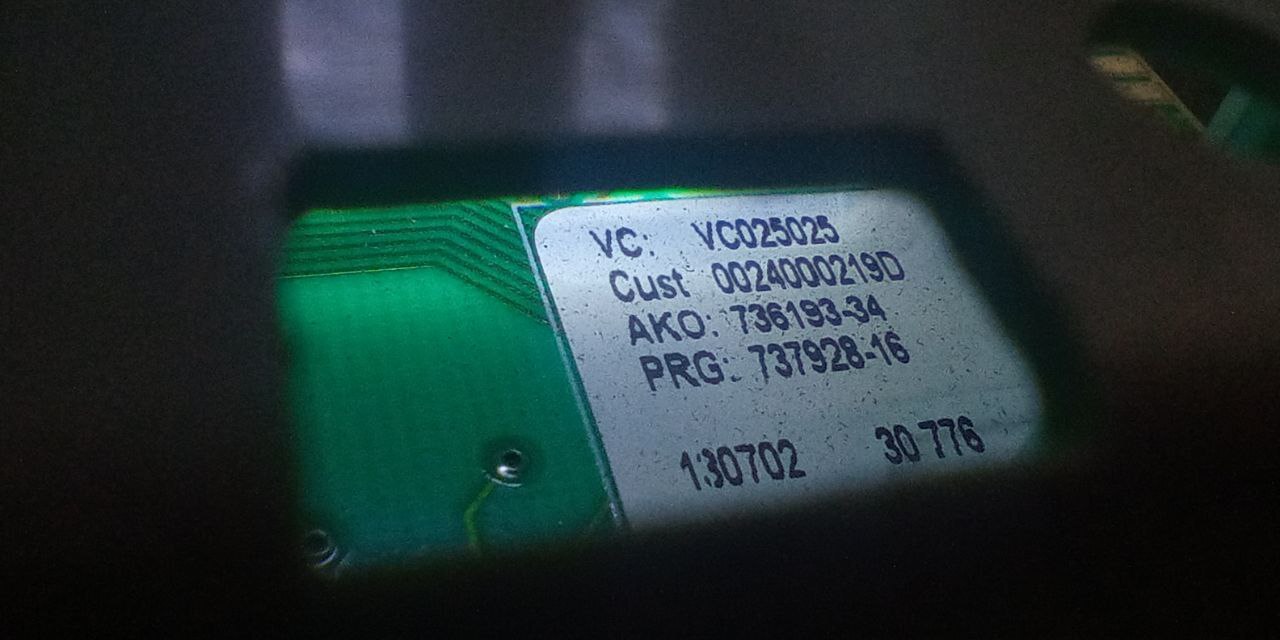 VC: VC025025
Cust 0024000219D
AKO: 736193-34
PRG: 737928-16
130702 30 776